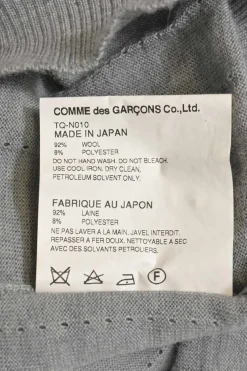 COMME des GARÇONS Co.,Ltd.
TQ-N010
MADE IN JAPAN
92% WOOL
8% POLYESTER
DO NOT HAND WASH. DO NOT BLEACH.
USE COOL IRON. DRY CLEAN,
PETROLEUM SOLVENT ONLY.
FABRIQUE AU JAPON
92% LAINE
8% POLYESTER
NE PAS LAVER A LA MAIN. JAVEL INTERDIT.
REPASSER A FER DOUX. NETTOYABLE A SEC
AVEC DES SOLVANTS PETROLIERS.
F